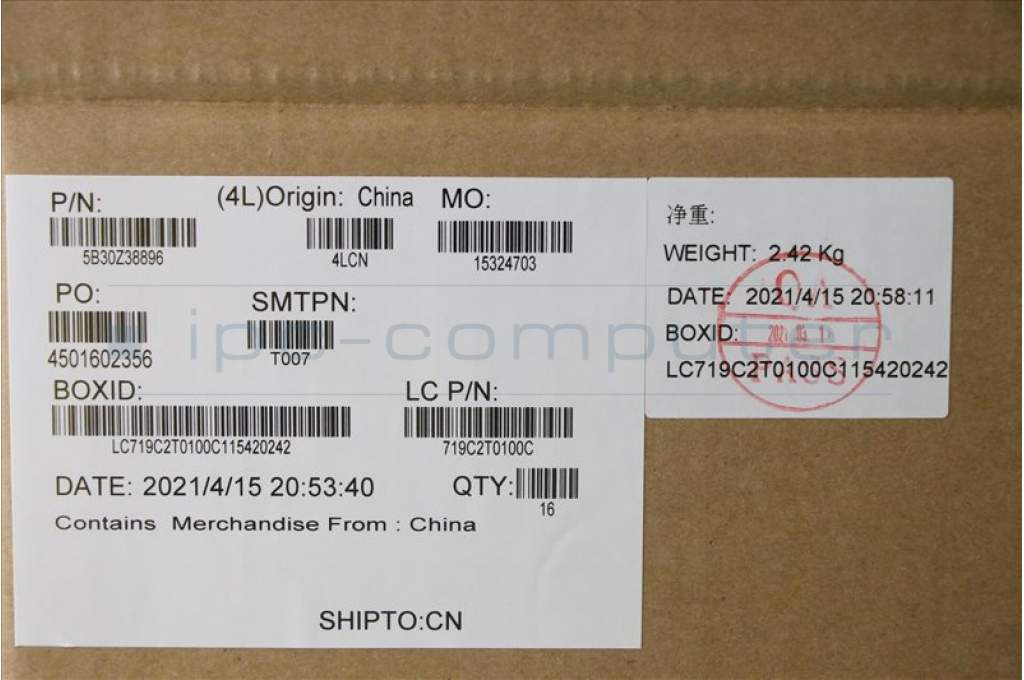 P/N:
5B30Z38896
(4L)Origin: China
4LCN
MO:
15324703
PO:
4501602356
SMTPN:
T007
BOXID:
LC719C2T0100C115420242
LC P/N:
719C2T0100C
DATE: 2021/4/15 20:53:40
QTY:
16
Contains Merchandise From : China
SHIPTO:CN
净重:
WEIGHT: 2.42 Kg
DATE: 2021/4/15 20:58:11
BOXID:
LC719C2T0100C115420242
QA
PASS
ipc-computer